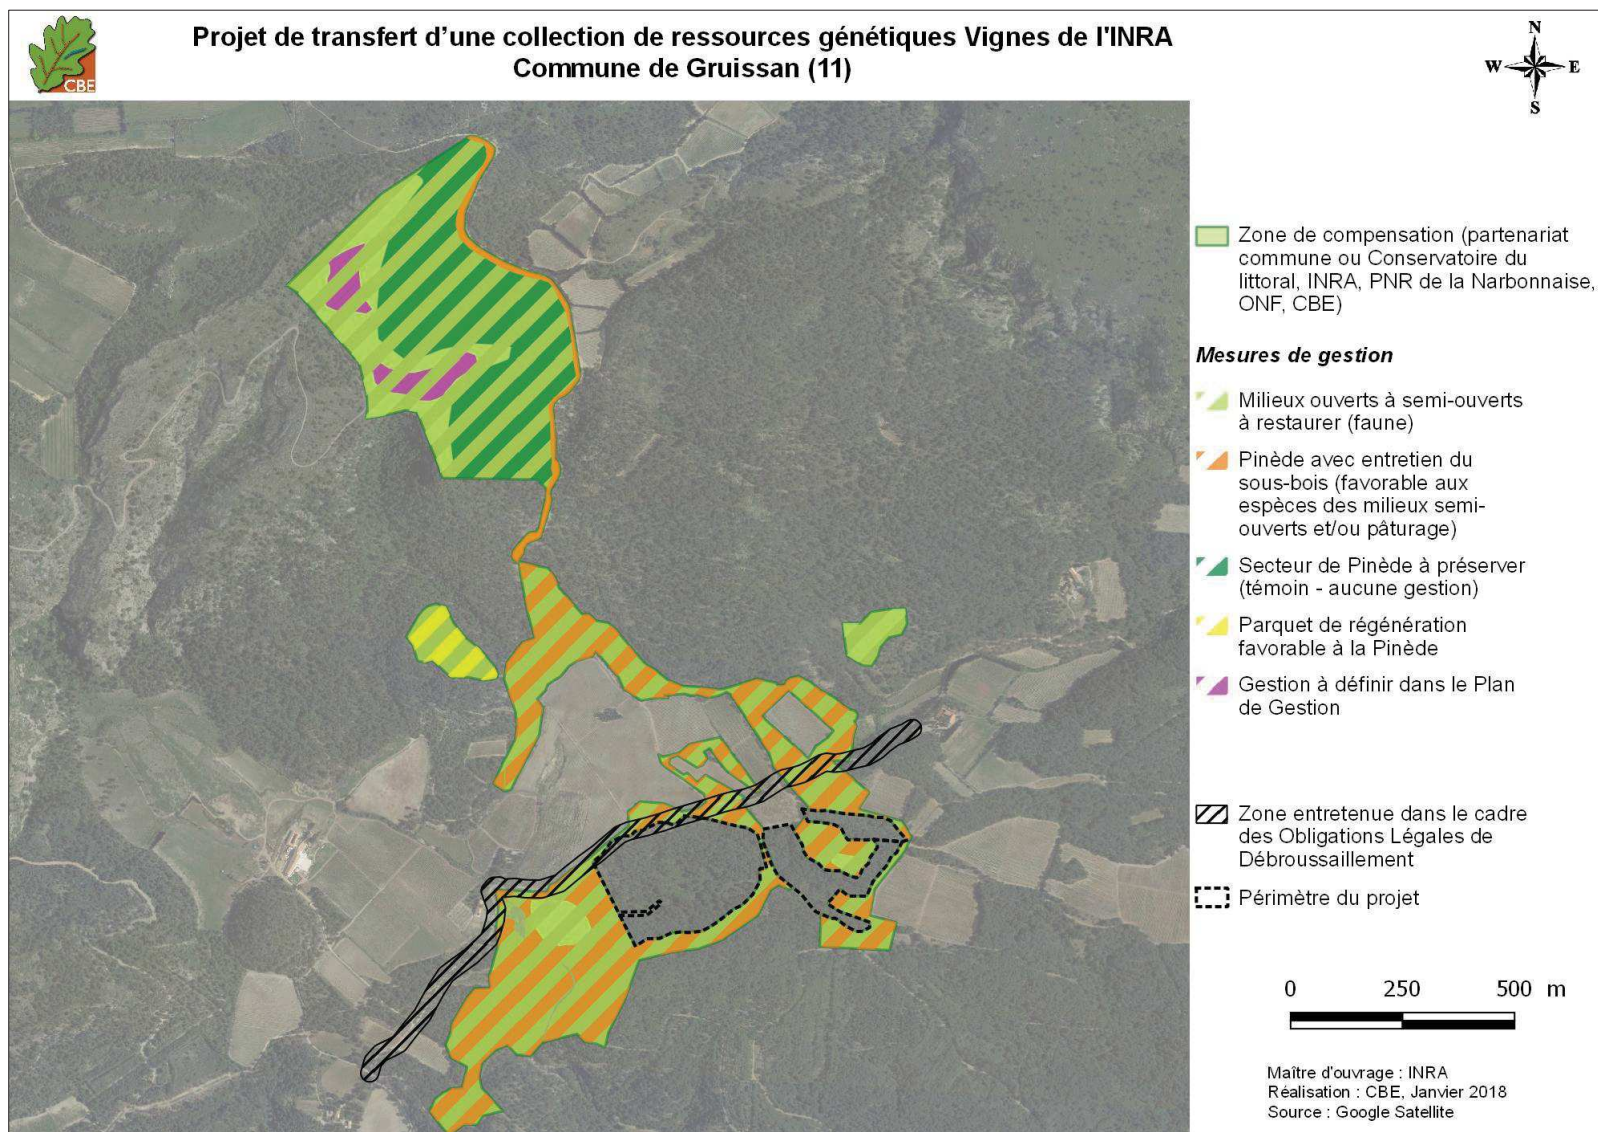 Projet de transfert d'une collection de ressources génétiques Vignes de l'INRA
Commune de Gruissan (11)
CBE
N
W E
S
Zone de compensation (partenariat
commune ou Conservatoire du
littoral, INRA, PNR de la Narbonnaise,
ONF, CBE)
Mesures de gestion
Milieux ouverts à semi-ouverts
à restaurer (faune)
Pinède avec entretien du
sous-bois (favorable aux
espèces des milieux semi-
ouverts et/ou pâturage)
Secteur de Pinède à préserver
(témoin - aucune gestion)
Parquet de régénération
favorable à la Pinède
Gestion à définir dans le Plan
de Gestion
Zone entretenue dans le cadre
des Obligations Légales de
Débroussaillement
Périmètre du projet
0 250 500 m
Maître d'ouvrage : INRA
Réalisation : CBE, Janvier 2018
Source : Google Satellite